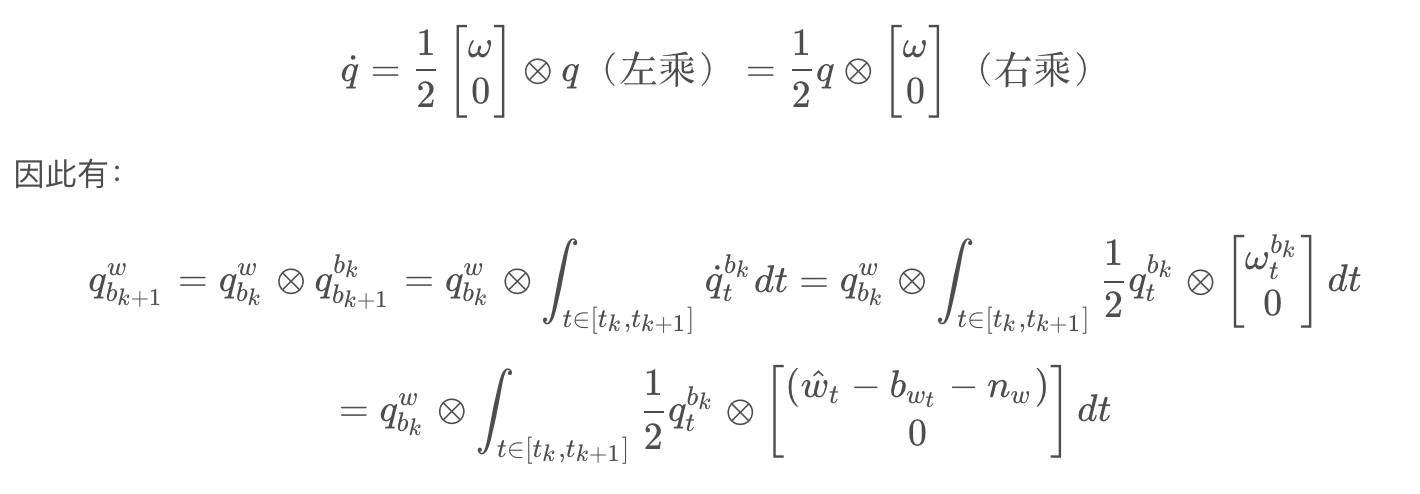 $\dot{q} = \frac{1}{2} \begin{bmatrix} \omega \\ 0 \end{bmatrix} \otimes q$（左乘） $= \frac{1}{2} q \otimes \begin{bmatrix} \omega \\ 0 \end{bmatrix}$（右乘）
因此有：
$q_{b_{k+1}}^{w} = q_{b_k}^{w} \otimes q_{b_{k+1}}^{b_k} = q_{b_k}^{w} \otimes \int_{t \in [t_k, t_{k+1}]} \dot{q}_t^{b_k} dt = q_{b_k}^{w} \otimes \int_{t \in [t_k, t_{k+1}]} \frac{1}{2} q_t^{b_k} \otimes \begin{bmatrix} \omega_t^{b_k} \\ 0 \end{bmatrix} dt$
$= q_{b_k}^{w} \otimes \int_{t \in [t_k, t_{k+1}]} \frac{1}{2} q_t^{b_k} \otimes \begin{bmatrix} (\hat{w}_t - b_{w_t} - n_w) \\ 0 \end{bmatrix} dt$